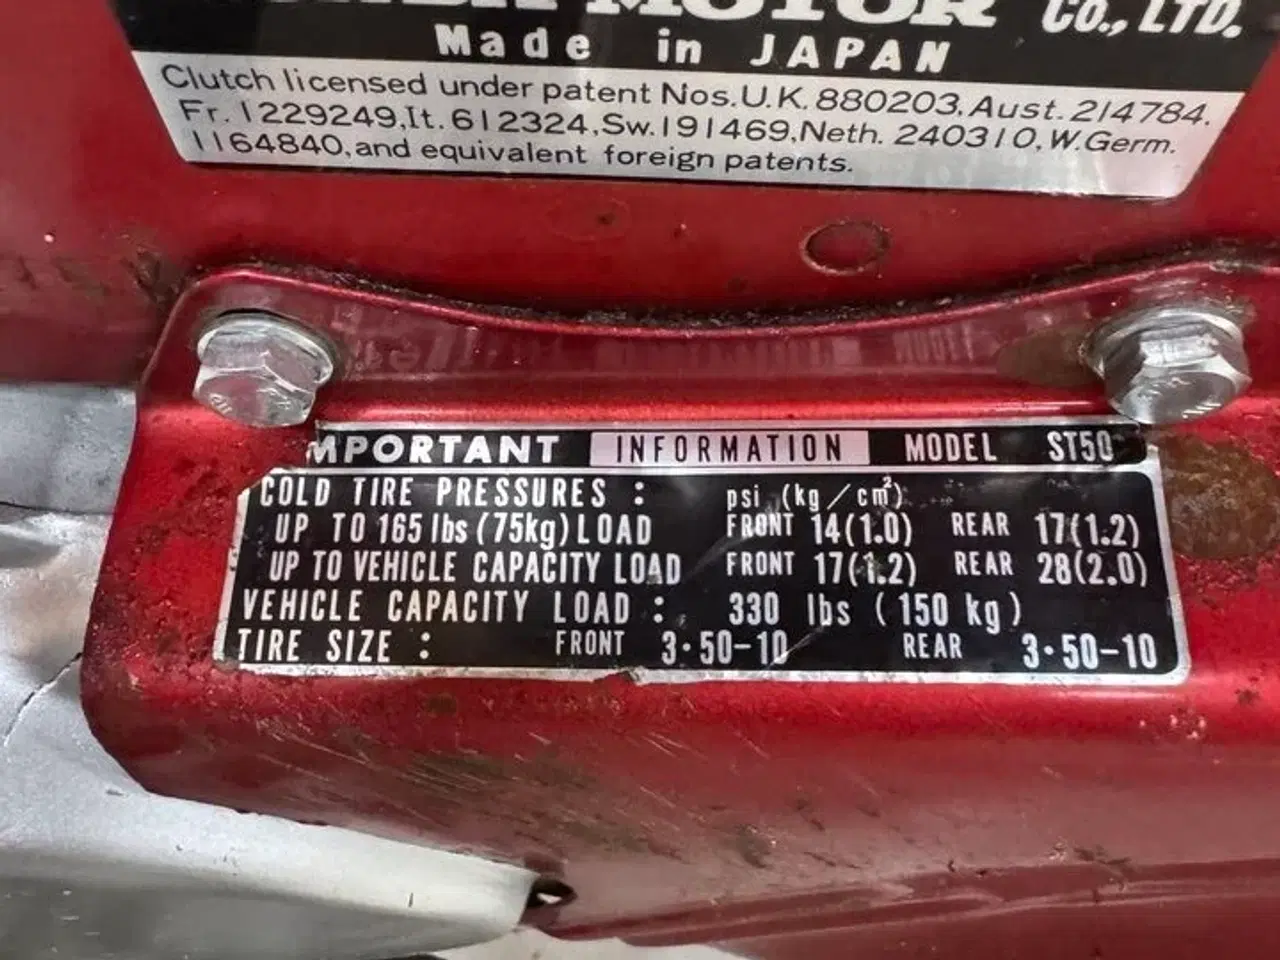 MOTOR Co., LTD.
Made in JAPAN
Clutch licensed under patent Nos. U.K. 880203, Aust. 214784,
Fr. 1229249, It. 612324, Sw. 191469, Neth. 240310, W. Germ.
1164840, and equivalent foreign patents.
MPORTANT INFORMATION MODEL ST50
COLD TIRE PRESSURES : psi (kg/cm²)
UP TO 165 lbs (75kg) LOAD FRONT 14(1.0) REAR 17(1.2)
UP TO VEHICLE CAPACITY LOAD FRONT 17(1.2) REAR 28(2.0)
VEHICLE CAPACITY LOAD : 330 lbs (150 kg)
TIRE SIZE : FRONT 3·50-10 REAR 3·50-10